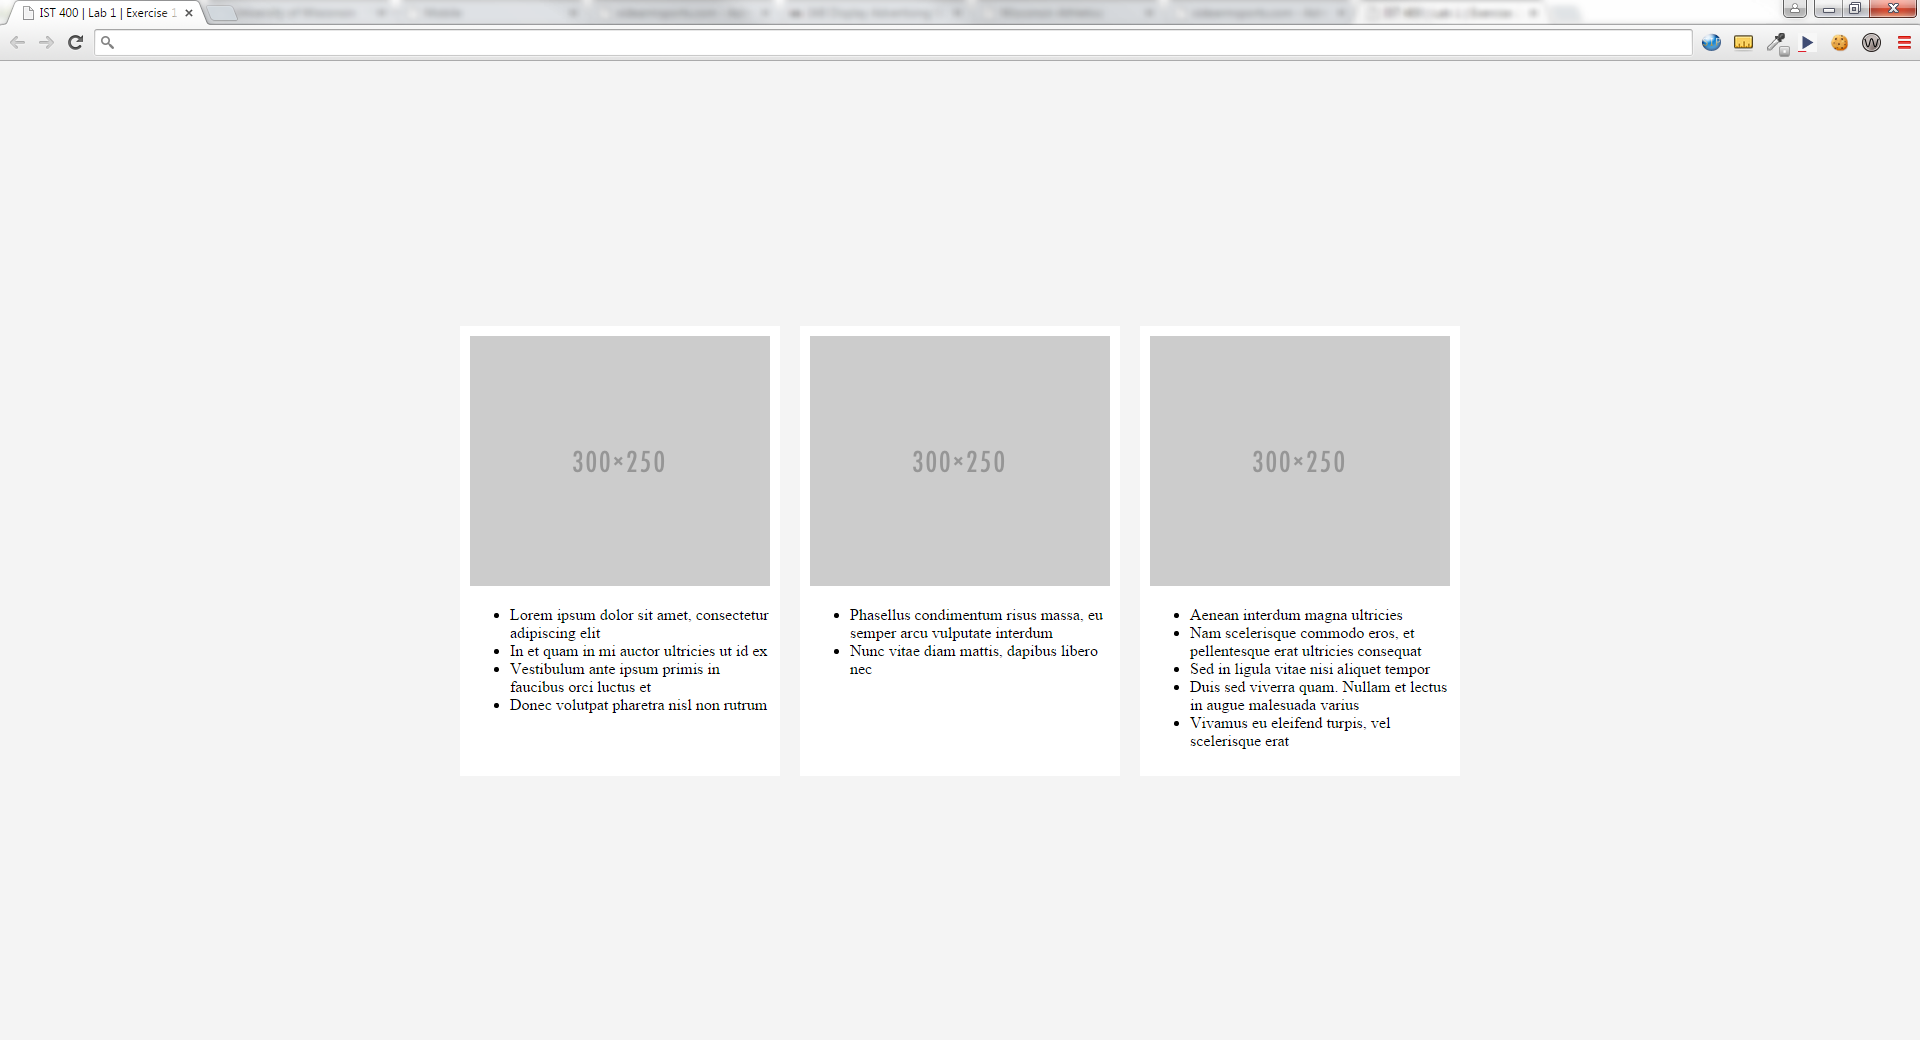 IST 400 | Lab 1 | Exercise 1
300×250
300×250
300×250
Lorem ipsum dolor sit amet, consectetur
adipiscing elit
In et quam in mi auctor ultricies ut id ex
Vestibulum ante ipsum primis in
faucibus orci luctus et
Donec volutpat pharetra nisl non rutrum
Phasellus condimentum risus massa, eu
semper arcu vulputate interdum
Nunc vitae diam mattis, dapibus libero
nec
Aenean interdum magna ultricies
Nam scelerisque commodo eros, et
pellentesque erat ultricies consequat
Sed in ligula vitae nisi aliquet tempor
Duis sed viverra quam. Nullam et lectus
in augue malesuada varius
Vivamus eu eleifend turpis, vel
scelerisque erat